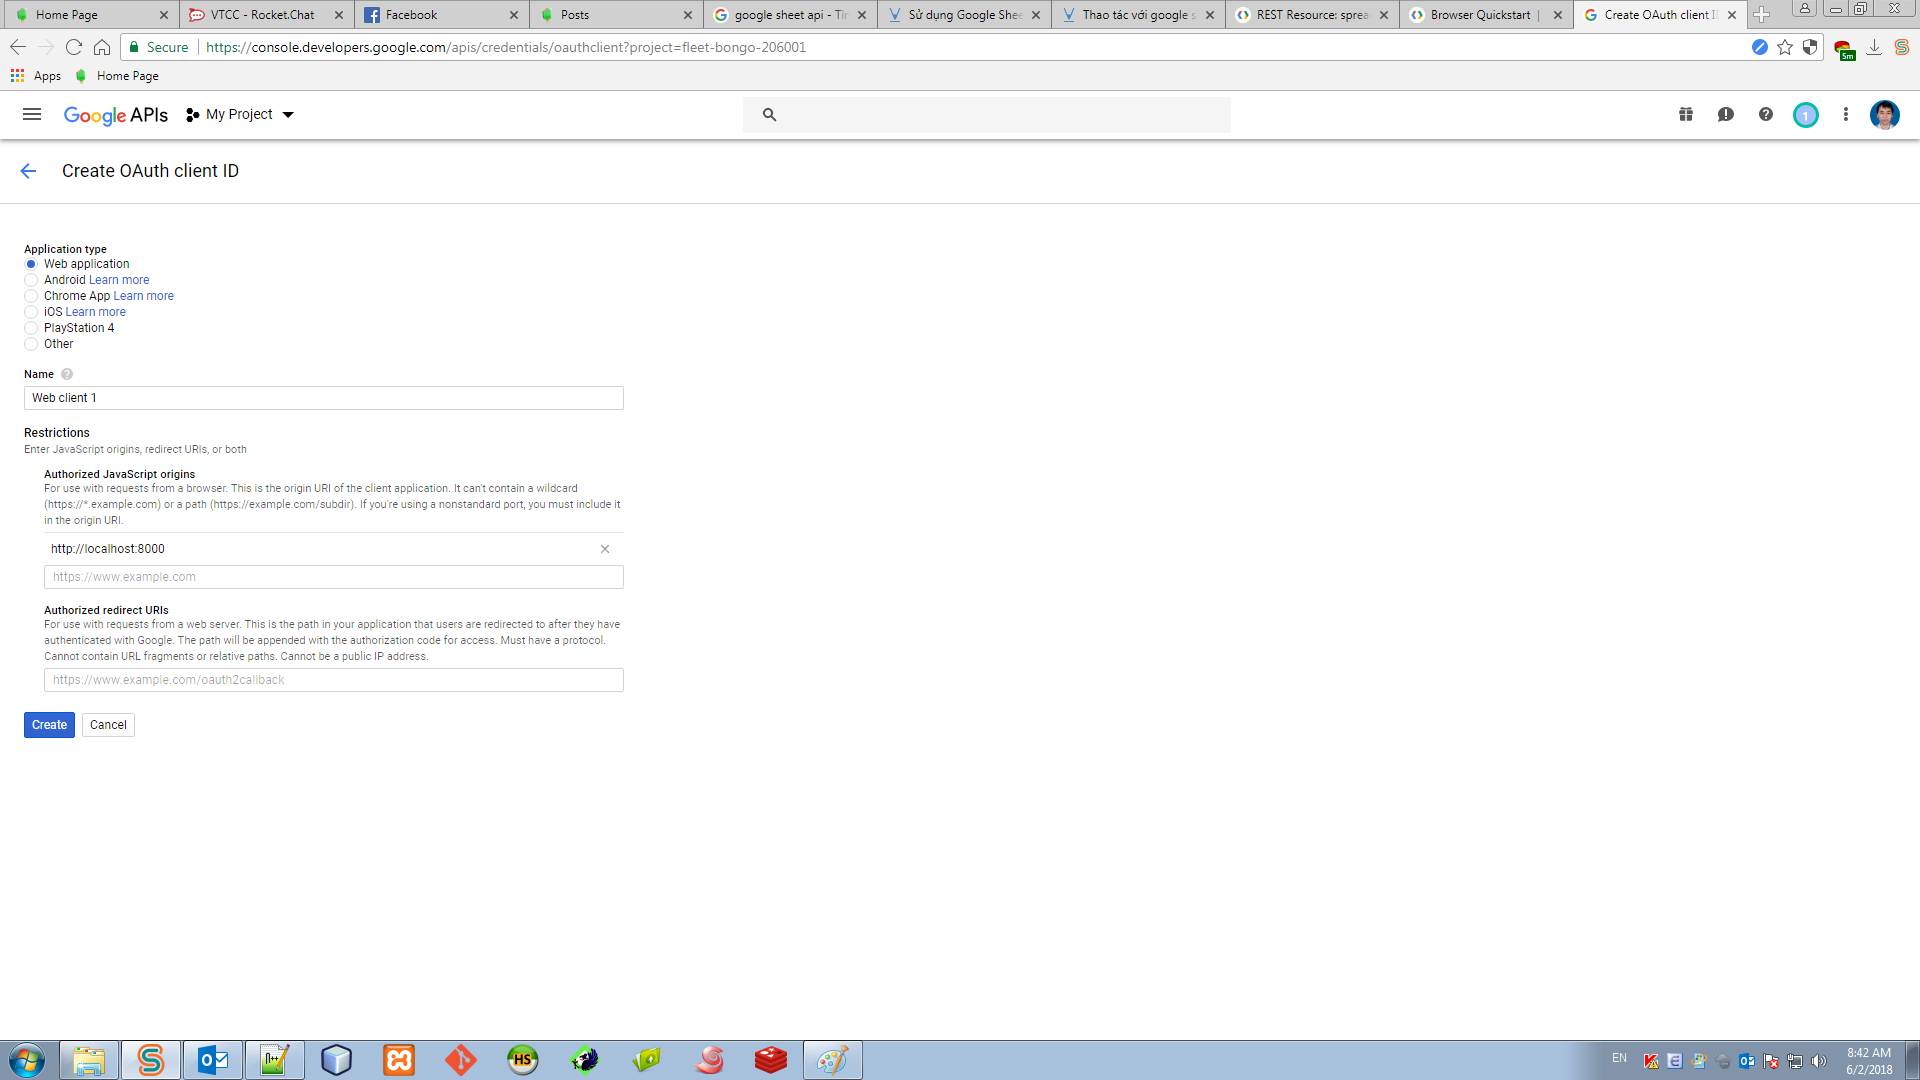 Home Page
VTCC - Rocket.Chat
Facebook
Posts
google sheet api - Tìr
Sử dụng Google Shee
Thao tác với google s
REST Resource: sprea
Browser Quickstart |
Create OAuth client I
Secure
https://console.developers.google.com/apis/credentials/oauthclient?project=fleet-bongo-206001
5m
Apps
Home Page
Google APIs
My Project
1
Create OAuth client ID
Application type
Web application
Android Learn more
Chrome App Learn more
iOS Learn more
PlayStation 4
Other
Name
Web client 1
Restrictions
Enter JavaScript origins, redirect URIs, or both
Authorized JavaScript origins
For use with requests from a browser. This is the origin URI of the client application. It can't contain a wildcard
(https://*.example.com) or a path (https://example.com/subdir). If you're using a nonstandard port, you must include it
in the origin URI.
http://localhost:8000
https://www.example.com
Authorized redirect URIs
For use with requests from a web server. This is the path in your application that users are redirected to after they have
authenticated with Google. The path will be appended with the authorization code for access. Must have a protocol.
Cannot contain URL fragments or relative paths. Cannot be a public IP address.
https://www.example.com/oauth2callback
Create
Cancel
HS
EN
8:42 AM
6/2/2018